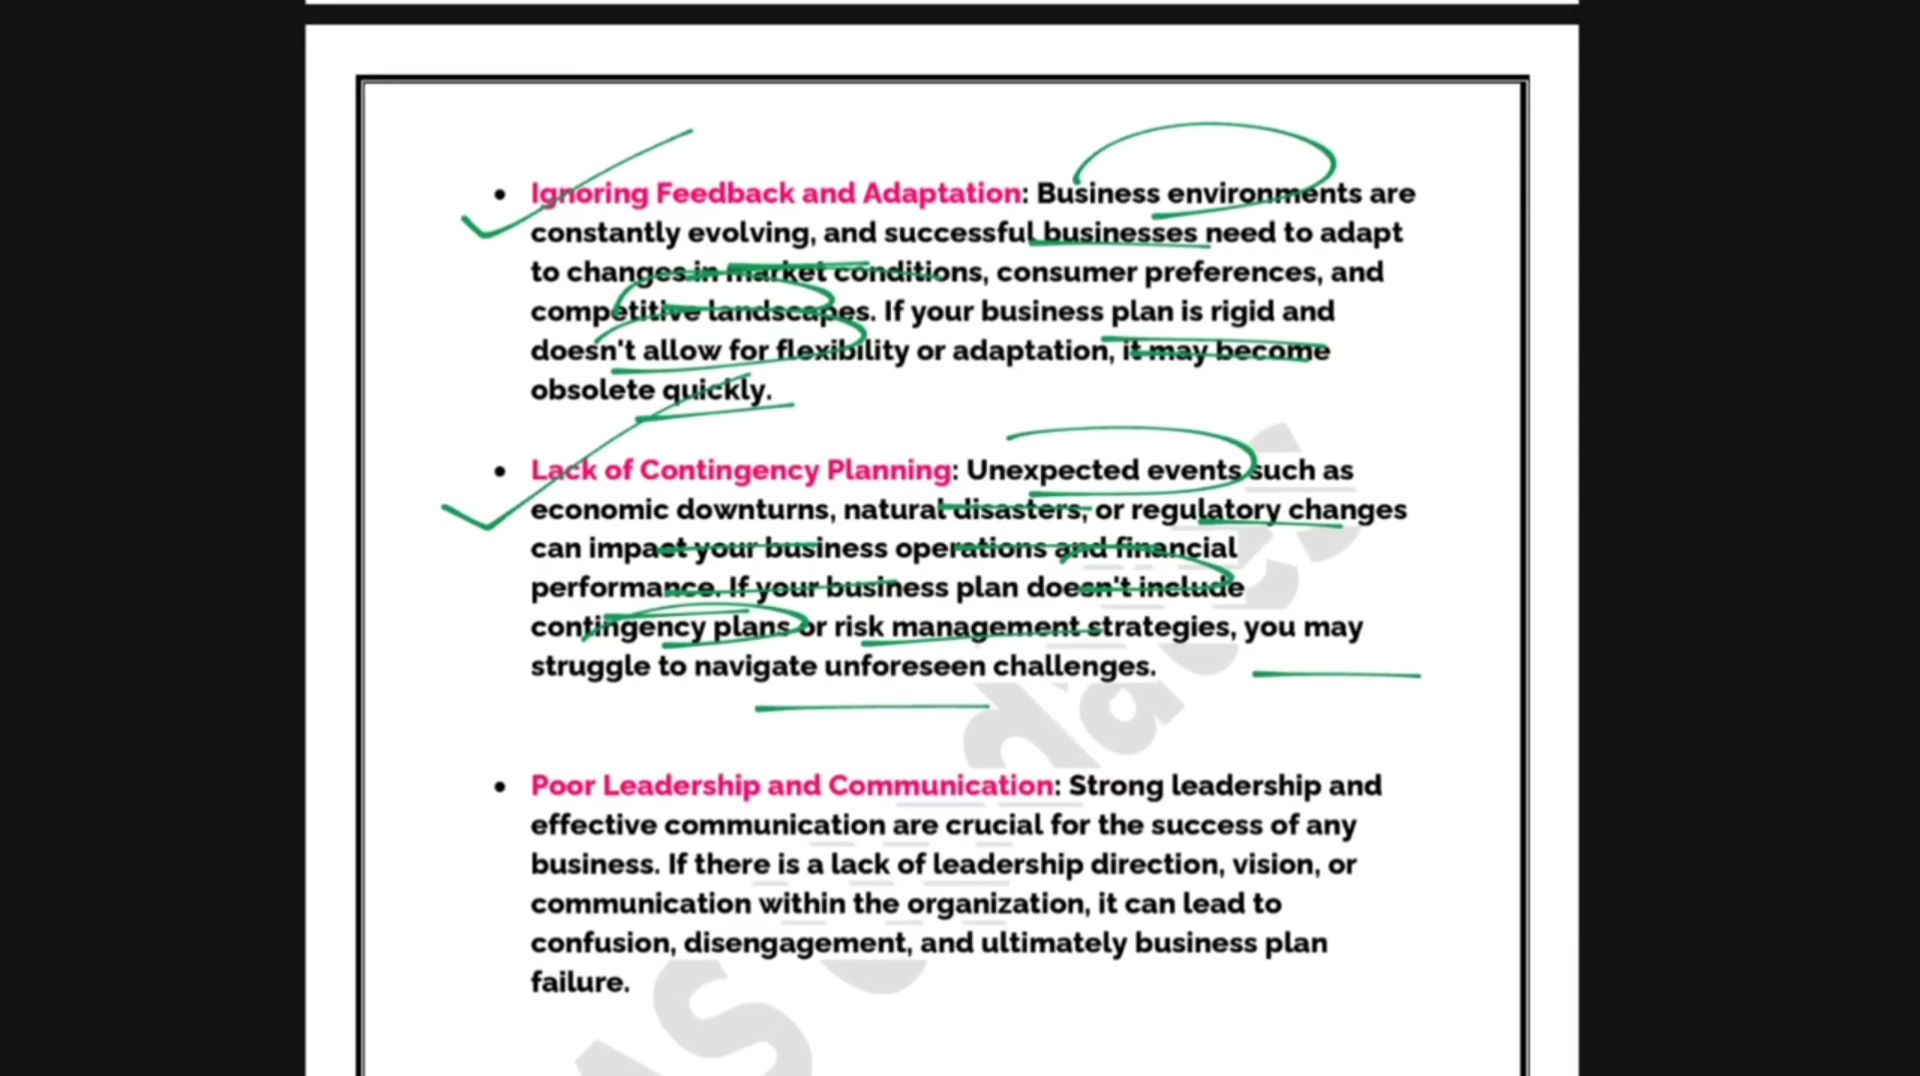 • Ignoring Feedback and Adaptation: Business environments are
constantly evolving, and successful businesses need to adapt
to changes in market conditions, consumer preferences, and
competitive landscapes. If your business plan is rigid and
doesn't allow for flexibility or adaptation, it may become
obsolete quickly.
• Lack of Contingency Planning: Unexpected events such as
economic downturns, natural disasters, or regulatory changes
can impact your business operations and financial
performance. If your business plan doesn't include
contingency plans or risk management strategies, you may
struggle to navigate unforeseen challenges.
• Poor Leadership and Communication: Strong leadership and
effective communication are crucial for the success of any
business. If there is a lack of leadership direction, vision, or
communication within the organization, it can lead to
confusion, disengagement, and ultimately business plan
failure.